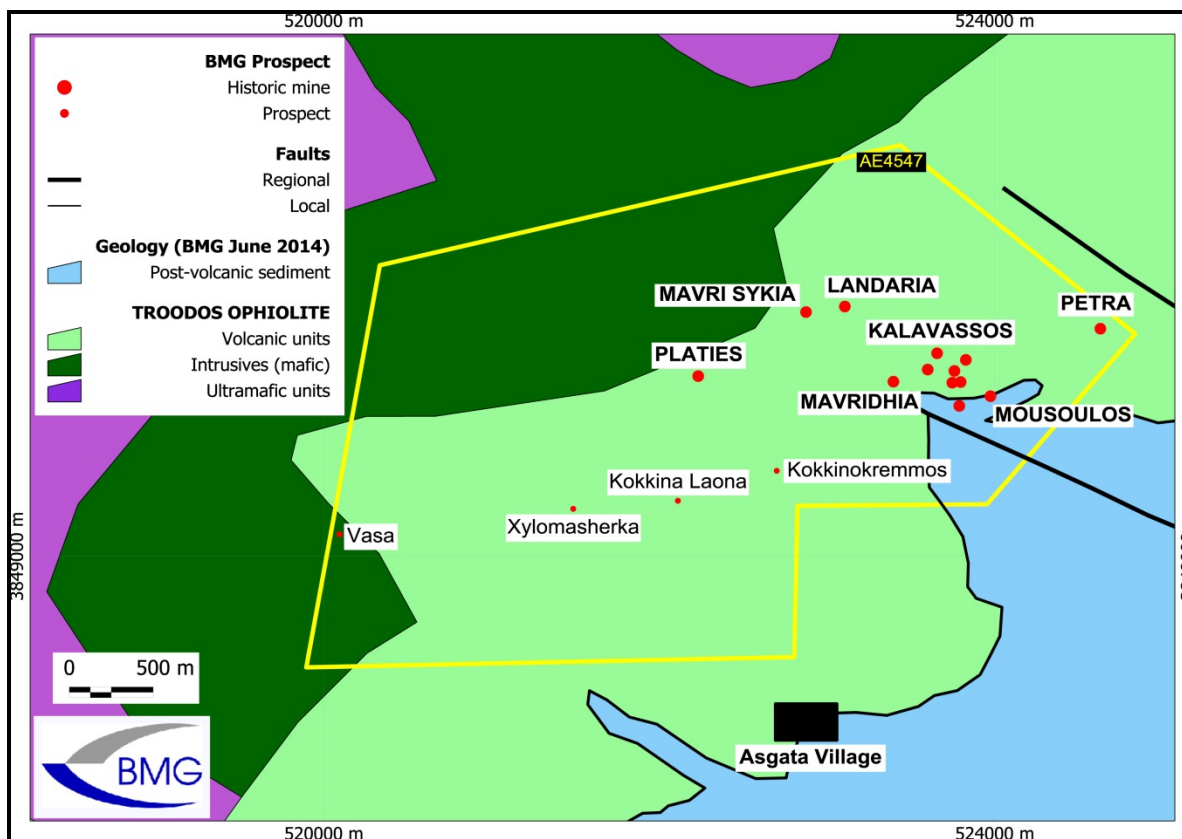 520000 m
524000 m
BMG Prospect
Historic mine
Prospect
Faults
Regional
Local
Geology (BMG June 2014)
Post-volcanic sediment
TROODOS OPHIOLITE
Volcanic units
Intrusives (mafic)
Ultramafic units
AE4547
MAVRI SYKIA
LANDARIA
PETRA
KALAVASSOS
PLATIES
MAVRIDHIA
MOUSOULOS
Kokkinokremmos
Kokkina Laona
Xylomasherka
Vasa
3849000 m
0 500 m
BMG
Asgata Village
520000 m
524000 m